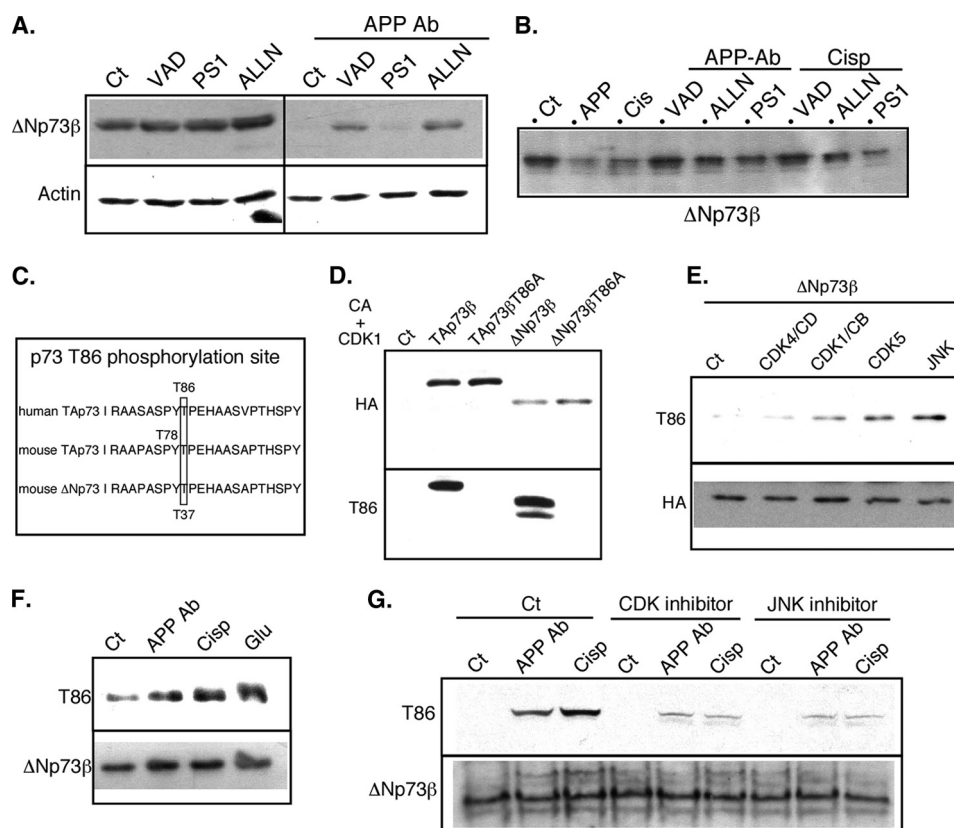 A.
APP Ab
Ct VAD PS1 ALLN Ct VAD PS1 ALLN
ΔNp73β
Actin
B.
APP-Ab Cisp
Ct APP Cis VAD ALLN PS1 VAD ALLN PS1
ΔNp73β
C.
p73 T86 phosphorylation site
T86
human TAp73 I RAASASPYTPEHAASVPTHSPY
T78
mouse TAp73 I RAAPASPYTPEHAASAPTHSPY
mouse ΔNp73 I RAAPASPYTPEHAASAPTHSPY
T37
D.
CA
+
CDK1
Ct TAp73β TAp73βT86A ΔNp73β ΔNp73βT86A
HA
T86
E.
ΔNp73β
Ct CDK4/CD CDK1/CB CDK5 JNK
T86
HA
F.
Ct APP Ab Cisp Glu
T86
ΔNp73β
G.
Ct CDK inhibitor JNK inhibitor
Ct APP Ab Cisp Ct APP Ab Cisp Ct APP Ab Cisp
T86
ΔNp73β